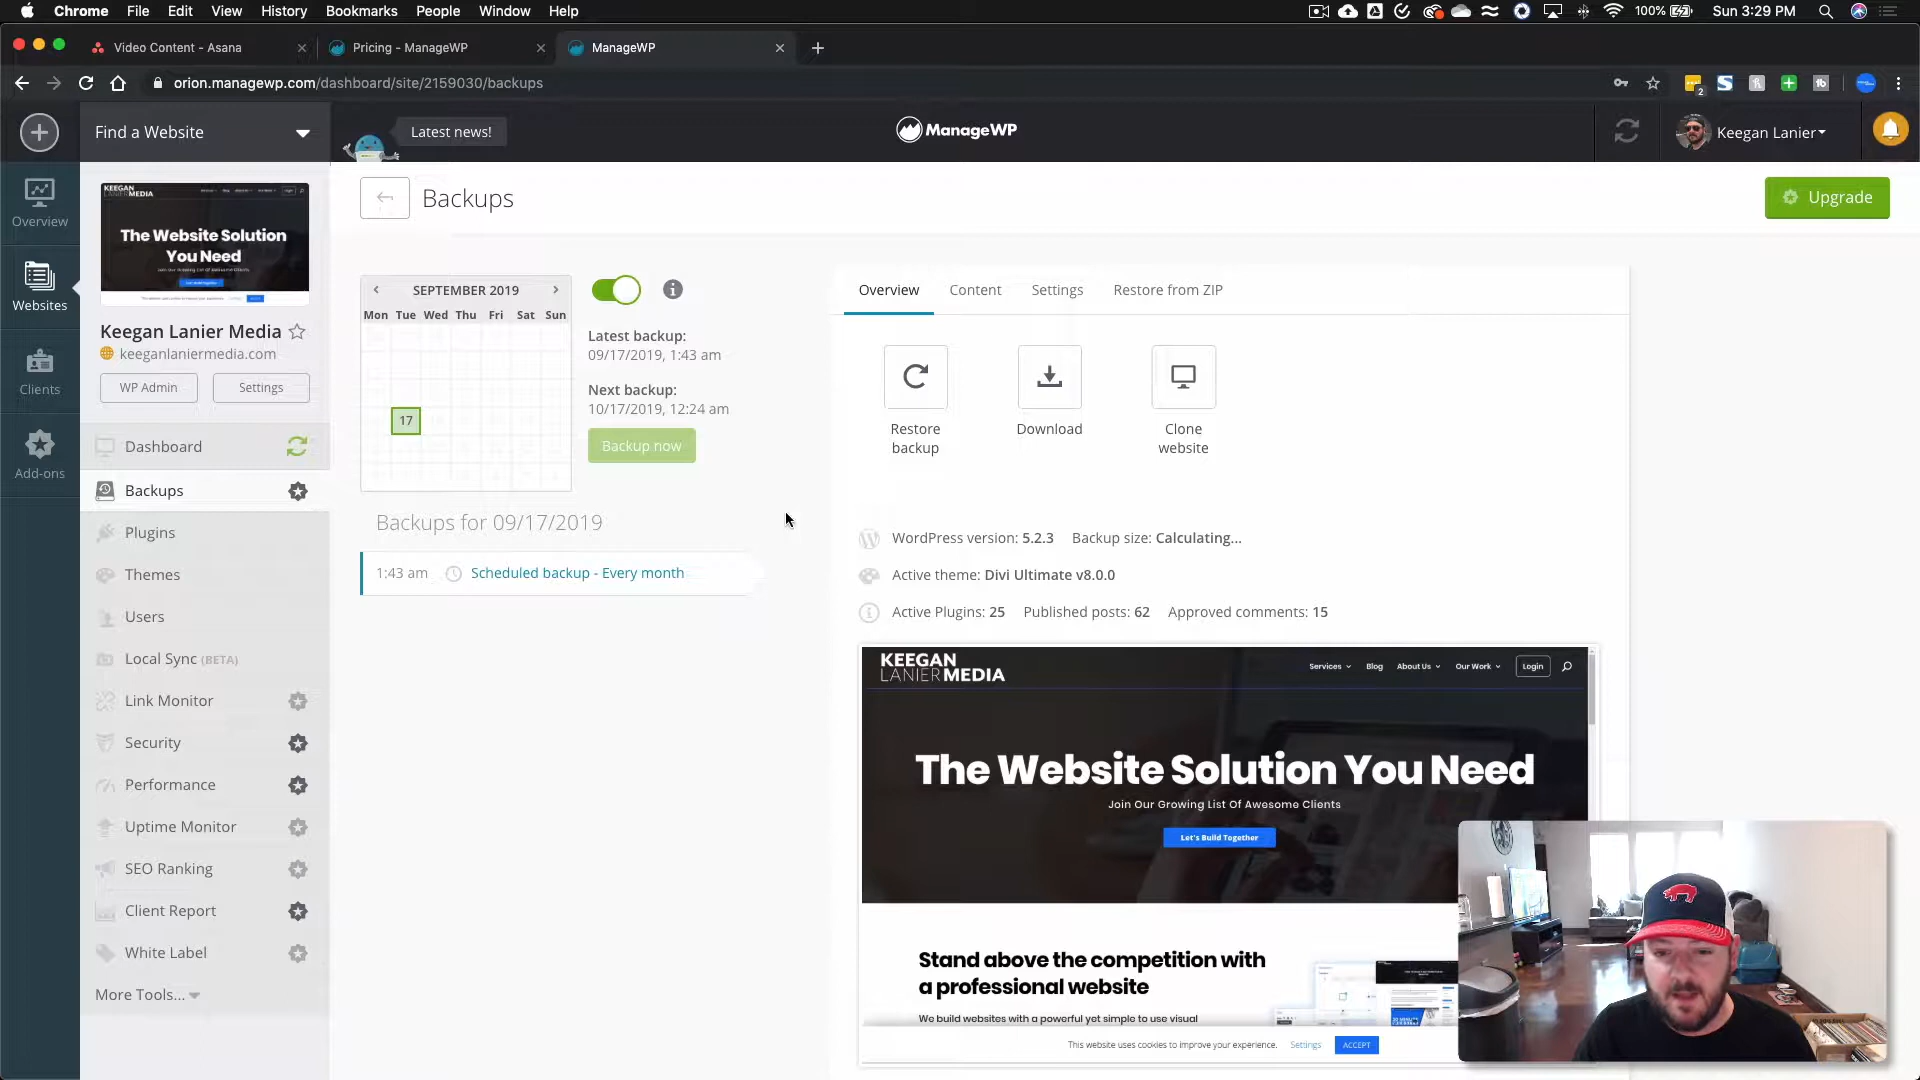 Chrome File Edit View History Bookmarks People Window Help
100% Sun 3:29 PM
Video Content - Asana
Pricing - ManageWP
ManageWP
orion.managewp.com/dashboard/site/2159030/backups
2
Find a Website
Latest news!
ManageWP
Keegan Lanier
Overview
Websites
Clients
Add-ons
KEEGAN
LANIER MEDIA
The Website Solution
You Need
Keegan Lanier Media
keeganlaniermedia.com
WP Admin
Settings
Dashboard
Backups
Plugins
Themes
Users
Local Sync (BETA)
Link Monitor
Security
Performance
Uptime Monitor
SEO Ranking
Client Report
White Label
More Tools...
Backups
Upgrade
SEPTEMBER 2019
Mon Tue Wed Thu Fri Sat Sun
17
Latest backup:
09/17/2019, 1:43 am
Next backup:
10/17/2019, 12:24 am
Backup now
Backups for 09/17/2019
1:43 am Scheduled backup - Every month
Overview Content Settings Restore from ZIP
Restore
backup
Download
Clone
website
WordPress version: 5.2.3 Backup size: Calculating...
Active theme: Divi Ultimate v8.0.0
Active Plugins: 25 Published posts: 62 Approved comments: 15
KEEGAN
LANIER MEDIA
Services Blog About Us Our Work Login
The Website Solution You Need
Join Our Growing List Of Awesome Clients
Let's Build Together
Stand above the competition with
a professional website
We build websites with a powerful yet simple to use visual
This website uses cookies to improve your experience. Settings ACCEPT